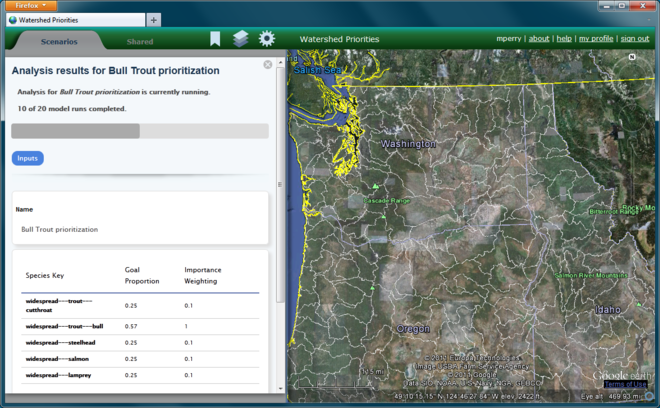 Firefox
Watershed Priorities
Scenarios
Shared
Watershed Priorities
mperry | about | help | my profile | sign out
Analysis results for Bull Trout prioritization
Analysis for Bull Trout prioritization is currently running.
10 of 20 model runs completed.
Inputs
Name
Bull Trout prioritization
Species Key Goal Proportion Importance Weighting
widespread---trout---cutthroat 0.25 0.1
widespread---trout---bull 0.57 1
widespread---steelhead 0.25 0.1
widespread---salmon 0.25 0.1
widespread---lamprey 0.25 0.1
Salish Sea
Washington
Cascade Range
Rocky Mo
Bitterroot Range
Salmon River Mountains
Idaho
Oregon
© 2011 Europa Technologies
Image USDA Farm Service Agency
© 2011 Google
Data SIO, NOAA, U.S. Navy, NGA, GEBCO
Google earth
Terms of Use
49°10'15.15" N 124°46'27.84" W elev 2422 ft
Eye alt 469.93 mi